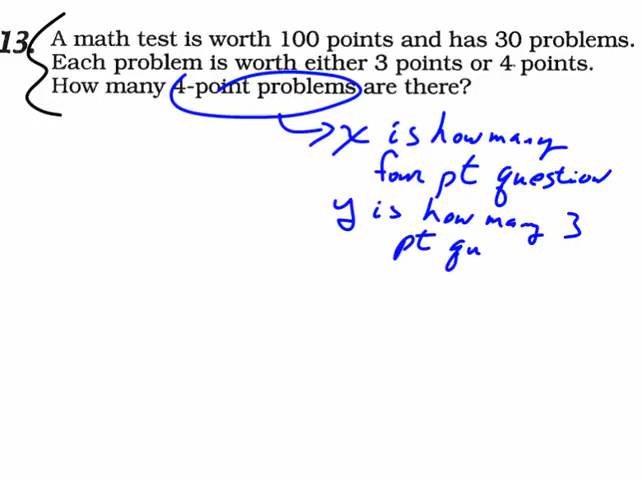 13. A math test is worth 100 points and has 30 problems.
Each problem is worth either 3 points or 4 points.
How many 4-point problems are there?
x is how many
four pt question
y is how many 3
pt qu